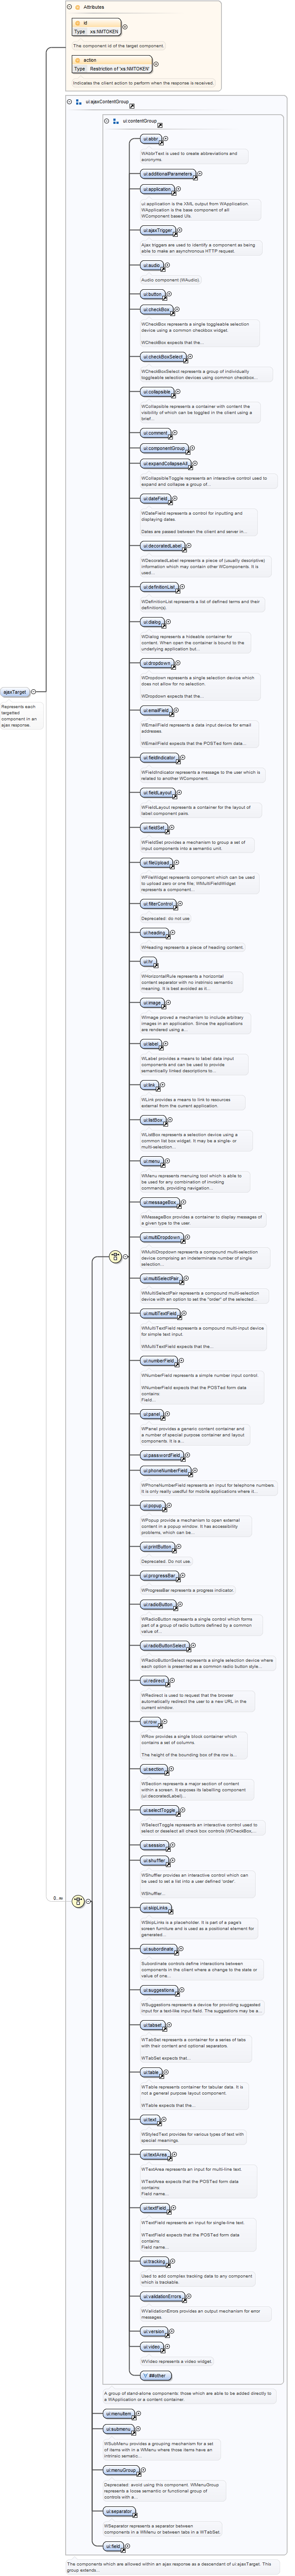 Attributes
id
Type xs:NMTOKEN
The component id of the target component.
action
Type Restriction of 'xs:NMTOKEN'
Indicates the client action to perform when the response is received.
ui:ajaxContentGroup
ui:contentGroup
ui:abbr
WAbbrText is used to create abbreviations and
acronyms.
ui:additionalParameters
ui:application
ui:application is the XML output from WApplication.
WApplication is the base component of all
WComponent based UIs.
ui:ajaxTrigger
Ajax triggers are used to identify a component as being
able to make an asynchronous HTTP request.
ui:audio
Audio component (WAudio).
ui:button
ui:checkBox
WCheckBox represents a single toggleable selection
device using a common checkbox widget.
WCheckBox expects that the...
ui:checkBoxSelect
WCheckBoxSelect represents a group of individually
toggleable selection devices using common checkbox...
ui:collapsible
WCollapsible represents a container with content the
visibility of which can be toggled in the client using a
brief...
ui:comment
ui:componentGroup
ui:expandCollapseAll
WCollapsibleToggle represents an interactive control used to
expand and collapse a group of...
ui:dateField
WDateField represents a control for inputting and
displaying dates.
Dates are passed between the client and server in...
ui:decoratedLabel
WDecoratedLabel represents a piece of (usually descriptive)
information which may contain other WComponents. It is
used...
ui:definitionList
WDefinitionList represents a list of defined terms and their
definition(s).
ui:dialog
WDialog represents a hideable container for
content. When open the container is bound to the
underlying application but...
ui:dropdown
WDropdown represents a single selection device which
does not allow for no selection.
WDropdown expects that the...
ui:emailField
WEmailField represents a data input device for email
addresses.
WEmailField expects that the POSTed form data...
ui:fieldIndicator
WFieldIndicator represents a message to the user which is
related to another WComponent.
ui:fieldLayout
WFieldLayout represents a container for the layout of
label:component pairs.
ui:fieldSet
WFieldSet provides a mechanism to group a set of
input components into a semantic unit.
ui:fileUpload
WFileWidget represents component which can be used
to upload zero or one file; WMultiFileWidget
represents a component...
ui:filterControl
Deprecated: do not use.
ui:heading
WHeading represents a piece of heading content.
ui:hr
WHorizontalRule represents a horizontal
content separator with no instrinsic semantic
meaning. It is best avoided as it...
ui:image
WImage proved a mechanism to include arbitrary
images in an application. Since the applications
are rendered using a...
ui:label
WLabel provides a means to label data input
components and can be used to provide
semantically linked descriptions to...
ui:link
WLink provides a means to link to resources
external from the current application.
ui:listBox
WListBox represents a selection device using a
common list box widget. It may be a single- or
multi-selection...
ui:menu
WMenu represents menuing tool which is able to
be used for any combination of invoking
commands, providing navigation...
ui:messageBox
WMessageBox provides a container to display messages of
a given type to the user.
ui:multiDropdown
WMultiDropdown represents a compound multi-selection
device comprising an indeterminate number of single
selection...
ui:multiSelectPair
WMultiSelectPair represents a compound multi-selection
device with an option to set the "order" of the selected...
ui:multiTextField
WMultiTextField represents a compound multi-input device
for simple text input.
WMultiTextField expects that the...
ui:numberField
WNumberField represents a simple number input control.
WNumberField expects that the POSTed form data
contains:
Field...
ui:panel
WPanel provides a generic content container and
a number of special purpose container and layout
components. It is a...
ui:passwordField
ui:phoneNumberField
WPhoneNumberField represents an input for telephone numbers.
It is only really useful for mobile applications where it...
ui:popup
WPopup provide a mechanism to open external
content in a popup window. It has accessibility
problems, which can be...
ui:printButton
Deprecated: Do not use.
ui:progressBar
WProgressBar represents a progress indicator.
ui:radioButton
WRadioButton represents a single control which forms
part of a group of radio buttons defined by a common
value of...
ui:radioButtonSelect
WRadioButtonSelect represents a single selection device where
each option is presented as a common radio button style...
ui:redirect
WRedirect is used to request that the browser
automatically redirect the user to a new URL in the
current window.
ui:row
WRow provides a single block container which
contains a set of columns.
The height of the bounding box of the row is...
ui:section
WSection represents a major section of content
within a screen. It exposes its labelling component
(ui:decoratedLabel)...
ui:selectToggle
WSelectToggle represents an interactive control used to
select or deselect all check box controls (WCheckBox,...
ui:session
ui:shuffler
WShuffler provides an interactive which can
be used to set a list into a user defined 'order'.
WShuffler...
ui:skipLinks
WSkipLinks is a placeholder. It is part of a page's
screen furniture and is used as a positional element for
generated...
ui:subordinate
Subordinate controls define interactions between
components in the client where a change to the state or
value of one...
ui:suggestions
WSuggestions represents a device for providing suggested
input for a text-like input field. The suggestions may be a...
ui:tabset
WTabSet represents a container for a series of tabs
with their content and optional separators.
WTabSet expects that...
ui:table
WTable represents container for tabular data. It is
not a general purpose layout component.
WTable expects that the...
ui:text
WStyledText provides for various types of text with
special meanings.
ui:textArea
WTextArea represents an input for multi-line text.
WTextArea expects that the POSTed form data
contains:
Field name...
ui:textField
WTextField represents an input for single-line text.
WTextField expects that the POSTed form data
contains:
Field name...
ui:tracking
Used to add complex tracking data to any component
which is trackable.
ui:validationErrors
WValidationErrors provides an output mechanism for error
messages.
ui:version
ui:video
WVideo represents a video widget.
##other
A group of stand-alone components: those which are able to be added directly
to a WApplication or a content container.
ajaxTarget
Represents each
targetted
component in an
ajax response.
0..∞
ui:menuItem
ui:submenu
WSubMenu provides a grouping mechanism for a set
of items with in a WMenu where those items have an
intrinsic semantic...
ui:menuGroup
Deprecated: avoid using this component. WMenuGroup
represents a loose semantic or functional group of
controls with a...
ui:separator
WSeparator represents a separator between
components in a WMenu or between tabs in a WTabSet.
ui:field
The components which are allowed within an ajax response as a descendant of ui:ajaxTarget. This
group extends...